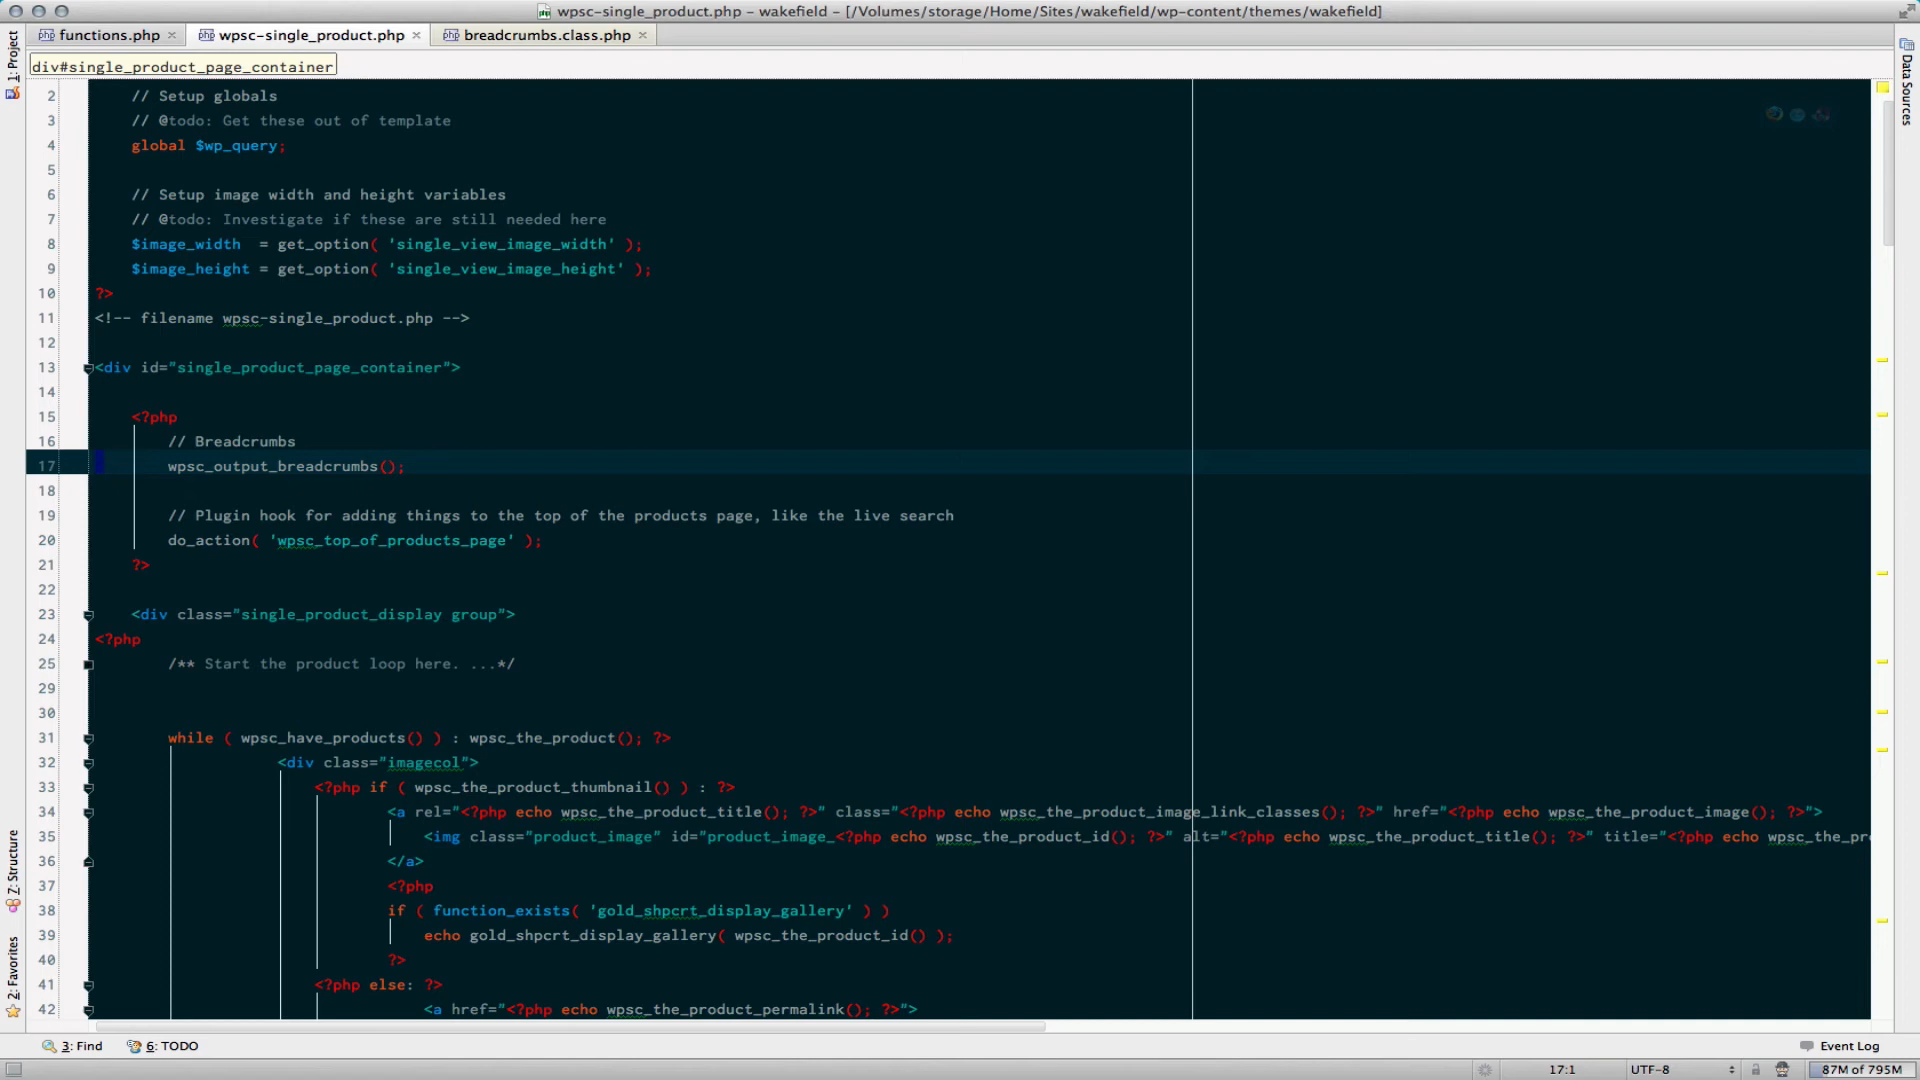 wpsc-single_product.php - wakefield - [/Volumes/storage/Home/Sites/wakefield/wp-content/themes/wakefield]
functions.php
wpsc-single_product.php
breadcrumbs.class.php
1: Project
Data Sources
div#single_product_page_container
2 // Setup globals
3 // @todo: Get these out of template
4 global $wp_query;
5
6 // Setup image width and height variables
7 // @todo: Investigate if these are still needed here
8 $image_width  = get_option( 'single_view_image_width' );
9 $image_height = get_option( 'single_view_image_height' );
10 ?>
11 <!-- filename wpsc-single_product.php -->
12
13 <div id="single_product_page_container">
14
15 <?php
16 // Breadcrumbs
17 wpsc_output_breadcrumbs();
18
19 // Plugin hook for adding things to the top of the products page, like the live search
20 do_action( 'wpsc_top_of_products_page' );
21 ?>
22
23 <div class="single_product_display group">
24 <?php
25 /** Start the product loop here. ...*/
29
30
31 while ( wpsc_have_products() ) : wpsc_the_product(); ?>
32 <div class="imagecol">
33 <?php if ( wpsc_the_product_thumbnail() ) : ?>
34 <a rel="<?php echo wpsc_the_product_title(); ?>" class="<?php echo wpsc_the_product_image_link_classes(); ?>" href="<?php echo wpsc_the_product_image(); ?>">
35 <img class="product_image" id="product_image_<?php echo wpsc_the_product_id(); ?>" alt="<?php echo wpsc_the_product_title(); ?>" title="<?php echo wpsc_the_pr
36 </a>
37 <?php
38 if ( function_exists( 'gold_shpcrt_display_gallery' ) )
39 echo gold_shpcrt_display_gallery( wpsc_the_product_id() );
40 ?>
41 <?php else: ?>
42 <a href="<?php echo wpsc_the_product_permalink(); ?>">
7: Structure
2: Favorites
3: Find
6: TODO
Event Log
17:1
UTF-8
87M of 795M